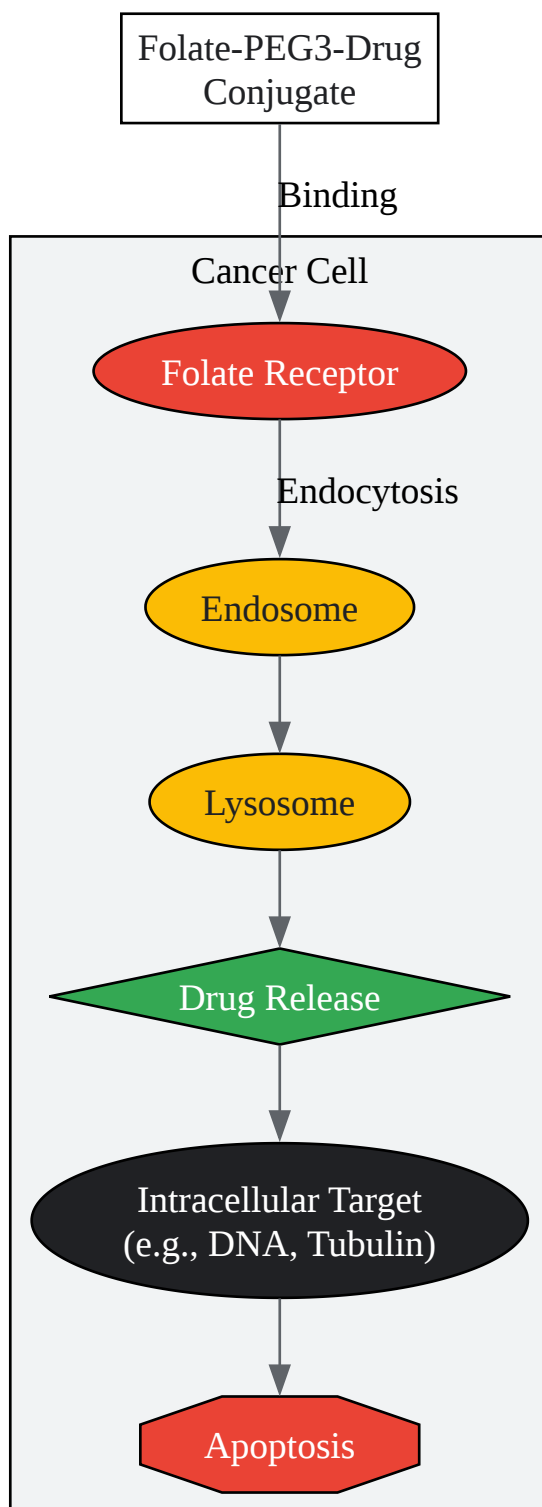 Folate-PEG3-Drug
Conjugate
Binding
Cancer Cell
Folate Receptor
Endocytosis
Endosome
Lysosome
Drug Release
Intracellular Target
(e.g., DNA, Tubulin)
Apoptosis